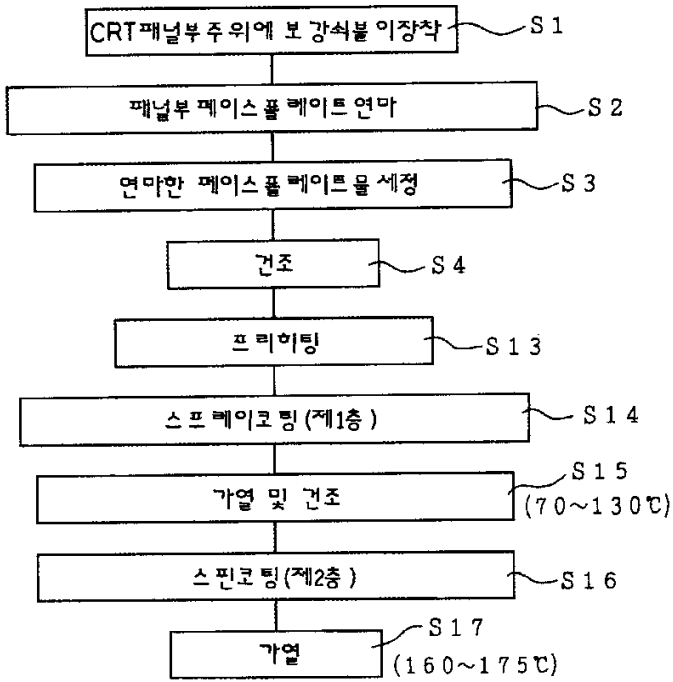 CRT패널부주위에 보강쇠붙이장착 S1
패널부페이스플레이트연마 S2
연마한 페이스플레이트물세정 S3
건조 S4
프리히팅 S13
스프레이코팅(제1층) S14
가열 및 건조 S15
(70~130℃)
스핀코팅(제2층) S16
가열 S17
(160~175℃)